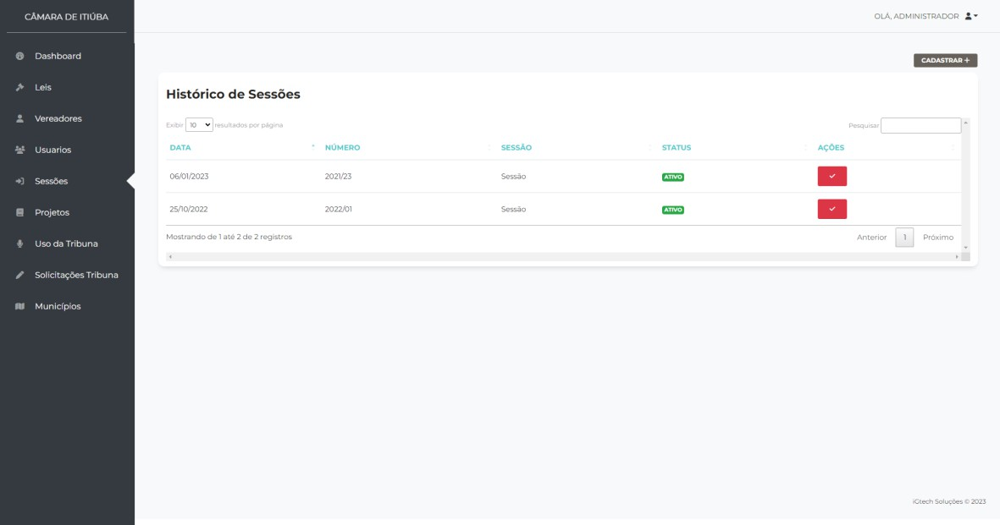 CÂMARA DE ITIÚBA
OLÁ, ADMINISTRADOR
Dashboard
Leis
Vereadores
Usuarios
Sessões
Projetos
Uso da Tribuna
Solicitações Tribuna
Municípios
CADASTRAR +
Histórico de Sessões
Exibir 10 resultados por página
Pesquisar
DATA NÚMERO SESSÃO STATUS AÇÕES
06/01/2023 2021/23 Sessão ATIVO
25/10/2022 2022/01 Sessão ATIVO
Mostrando de 1 até 2 de 2 registros
Anterior 1 Próximo
iGtech Soluções © 2023